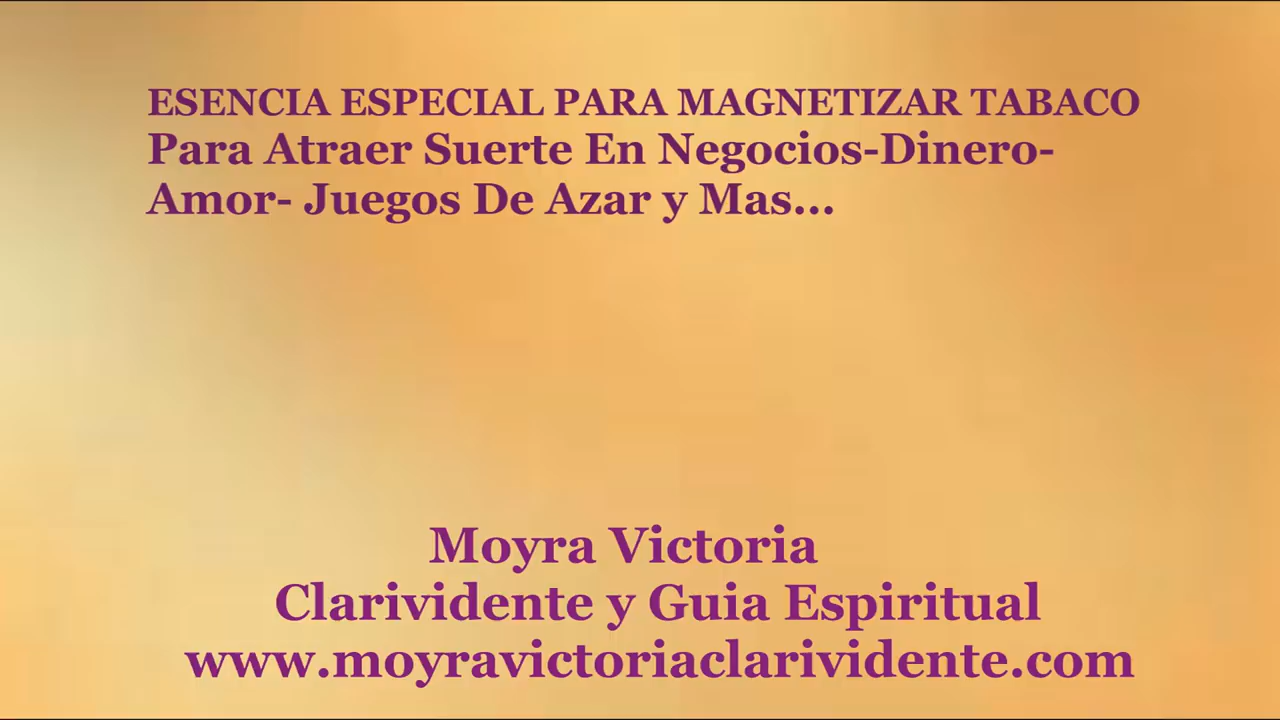 ESENCIA ESPECIAL PARA MAGNETIZAR TABACO
Para Atraer Suerte En Negocios-Dinero-
Amor- Juegos De Azar y Mas...
Moyra Victoria
Clarividente y Guia Espiritual
www.moyravictoriaclarividente.com